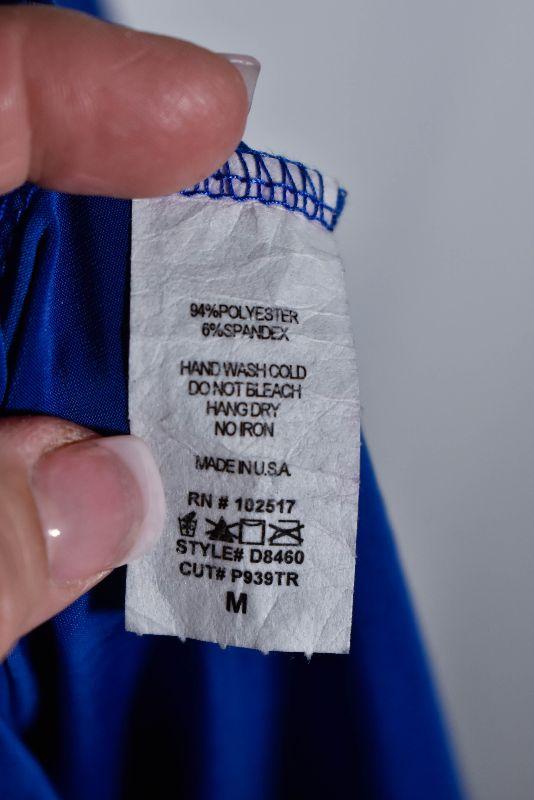 94%POLYESTER
6%SPANDEX
HAND WASH COLD
DO NOT BLEACH
HANG DRY
NO IRON
MADE IN U.S.A.
RN # 102517
STYLE# D8460
CUT# P939TR
M